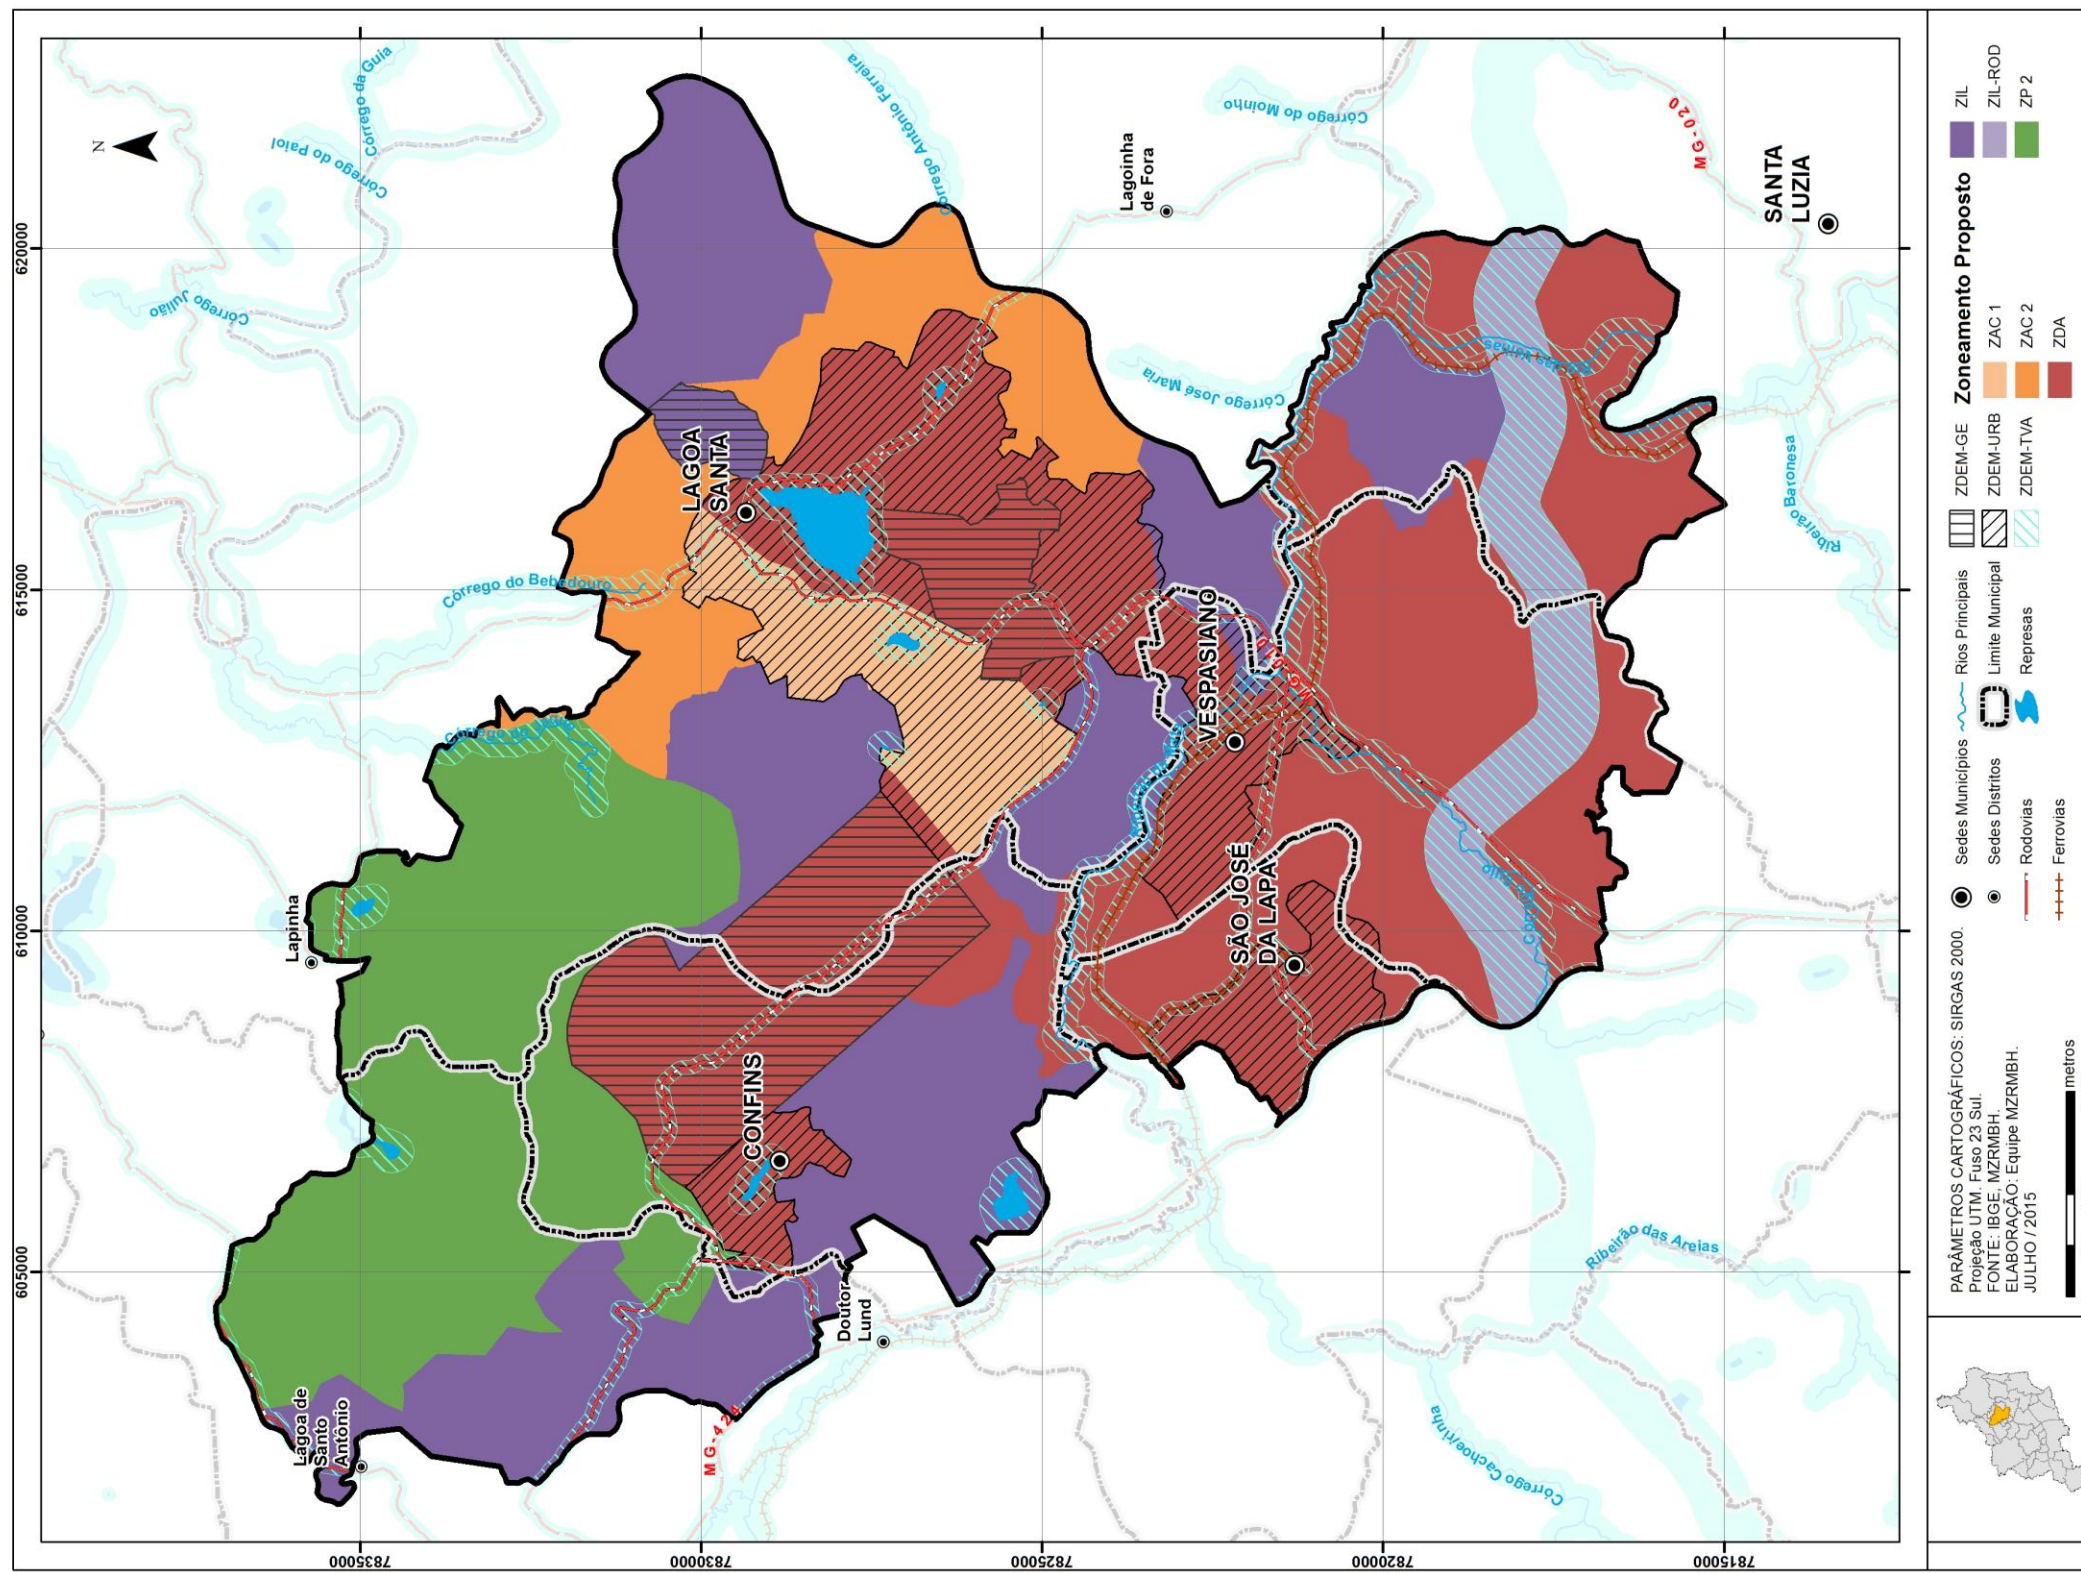 620000
615000
610000
605000
7835000
7830000
7825000
7820000
7815000
N
Córrego da Guia
Córrego do Paiol
Córrego Julião
Córrego Antônio Ferreira
Córrego do Moinho
Lagoinha
de Fora
MG-020
SANTA
LUZIA
Córrego José Maria
LAGOA
SANTA
Córrego do Bebedouro
Ribeirão Baronesa
VESPASIANO
MG-010
Lapinha
SÃO JOSÉ
DA LAPA
CONFINS
Doutor
Lund
Lagoa de
Santo
Antônio
MG-424
Ribeirão das Areias
Córrego Cachoeirinha
Sedes Municípios
Sedes Distritos
Rodovias
Ferrovias
Rios Principais
Limite Municipal
Represas
ZDEM-GE
ZDEM-URB
ZDEM-TVA
Zoneamento Proposto
ZAC 1
ZAC 2
ZDA
ZIL
ZIL-ROD
ZP 2
PARÂMETROS CARTOGRÁFICOS: SIRGAS 2000.
Projeção UTM. Fuso 23 Sul.
FONTE: IBGE, MZRMBH.
ELABORAÇÃO: Equipe MZRMBH.
JULHO / 2015
metros